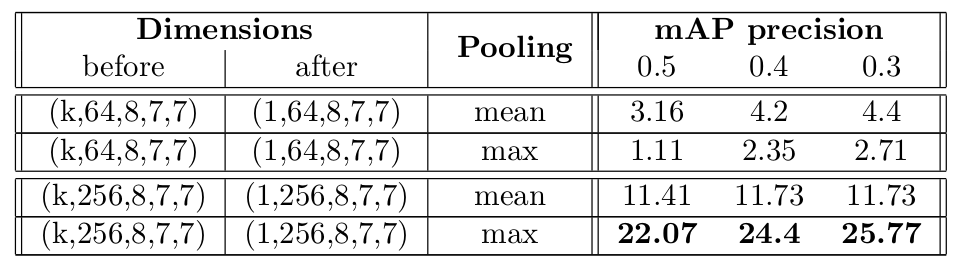 Dimensions Pooling mAP precision
before after 0.5 0.4 0.3
(k,64,8,7,7) (1,64,8,7,7) mean 3.16 4.2 4.4
(k,64,8,7,7) (1,64,8,7,7) max 1.11 2.35 2.71
(k,256,8,7,7) (1,256,8,7,7) mean 11.41 11.73 11.73
(k,256,8,7,7) (1,256,8,7,7) max 22.07 24.4 25.77